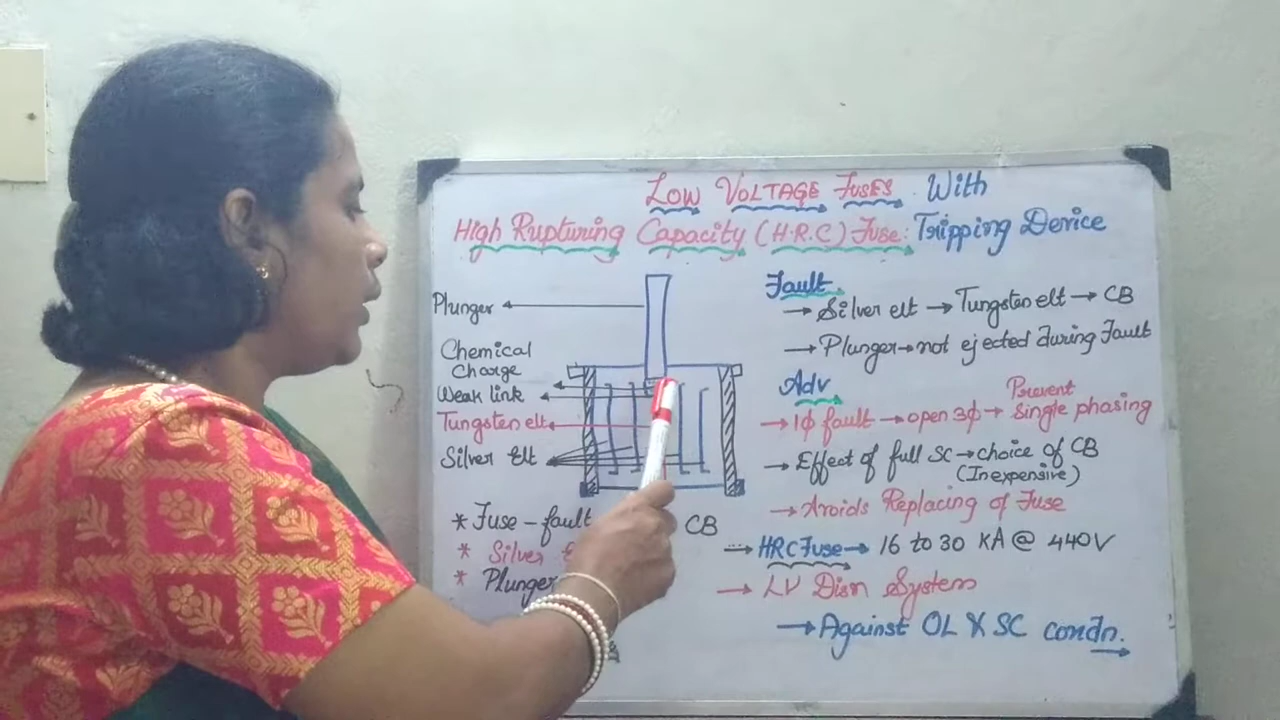 LOW VOLTAGE FUSES With
High Rupturing Capacity (H.R.C) Fuse: Tripping Device
Plunger
Chemical
Charge
Weak link
Tungsten elt
Silver Elt
* Fuse - fault
CB
* Silver
* Plunger
Fault
→ Silver elt → Tungsten elt → CB
→ Plunger → not ejected during Fault
Adv
Prevent
→ 1ϕ fault → open 3ϕ → single phasing
→ Effect of full SC → choice of CB
(Inexpensive)
→ Avoids Replacing of Fuse
→ HRC Fuse → 16 to 30 KA @ 440V
→ LV Disn System
→ Against OL & SC condn.